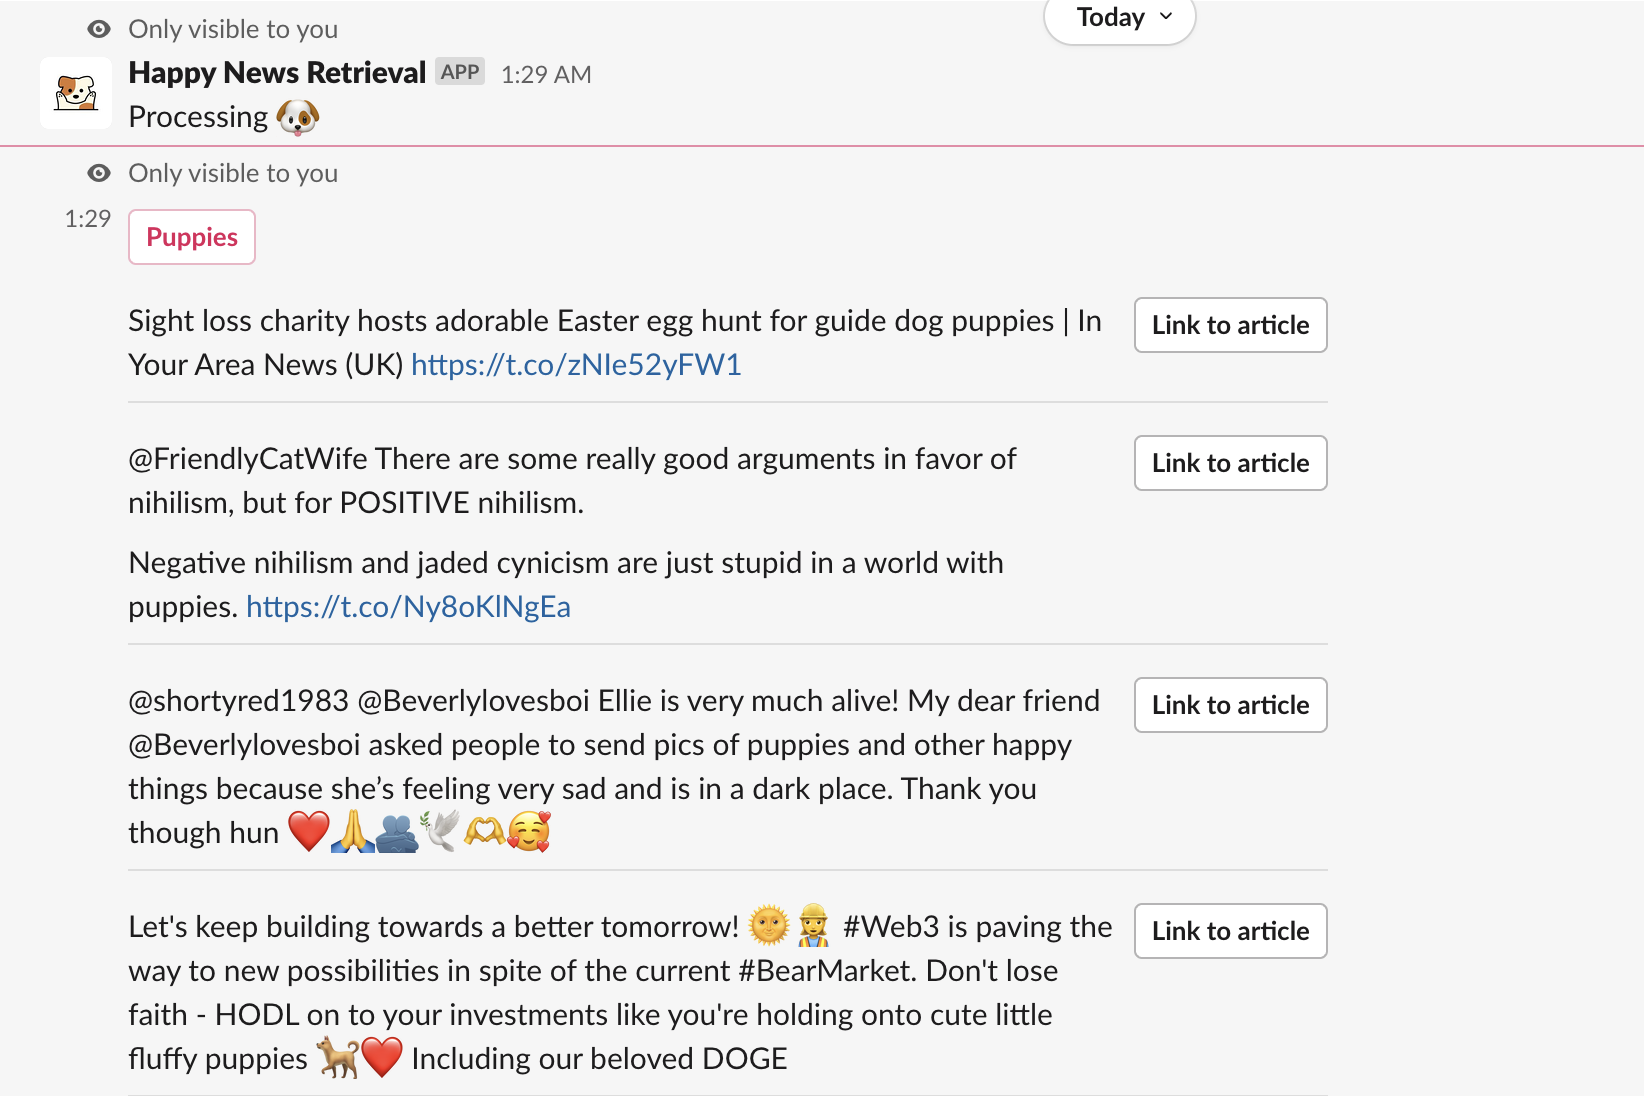 Today
Only visible to you
Happy News Retrieval APP 1:29 AM
Processing 🐶
Only visible to you
1:29
Puppies
Sight loss charity hosts adorable Easter egg hunt for guide dog puppies | In
Your Area News (UK) https://t.co/zNIe52yFW1
Link to article
@FriendlyCatWife There are some really good arguments in favor of
nihilism, but for POSITIVE nihilism.
Negative nihilism and jaded cynicism are just stupid in a world with
puppies. https://t.co/Ny8oKlNgEa
Link to article
@shortyred1983 @Beverlylovesboi Ellie is very much alive! My dear friend
@Beverlylovesboi asked people to send pics of puppies and other happy
things because she’s feeling very sad and is in a dark place. Thank you
though hun ❤️🙏🫂🕊️🫶🥰
Link to article
Let's keep building towards a better tomorrow! 🌞👷‍♀️ #Web3 is paving the
way to new possibilities in spite of the current #BearMarket. Don't lose
faith - HODL on to your investments like you're holding onto cute little
fluffy puppies 🐕❤️ Including our beloved DOGE
Link to article